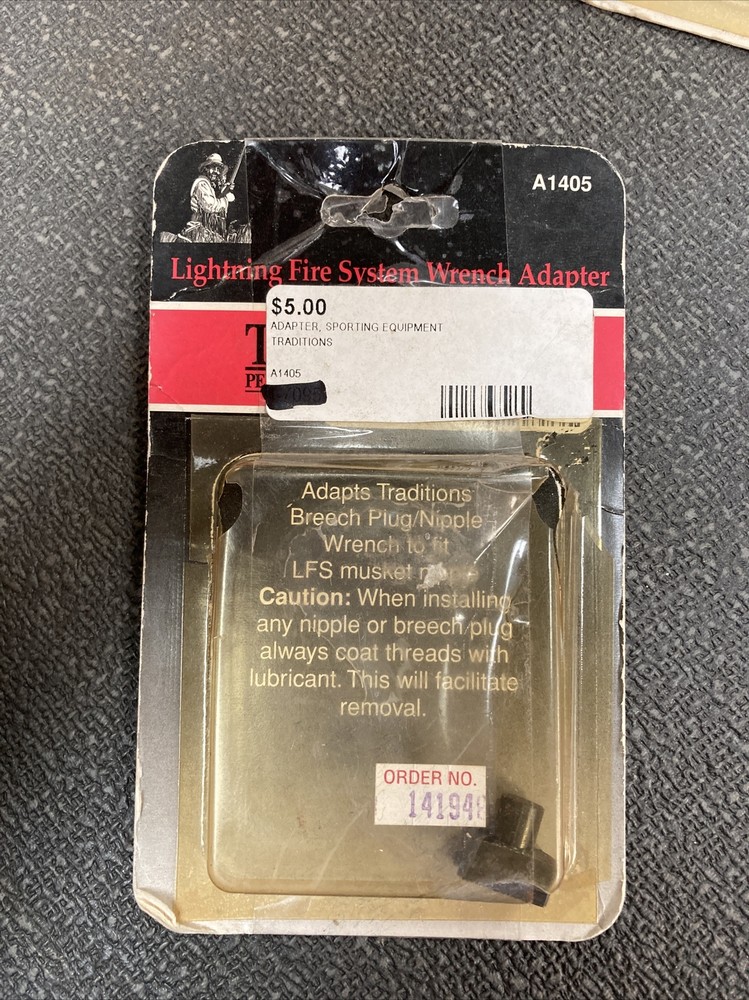 A1405
Lightning Fire System Wrench Adapter
$5.00
ADAPTER, SPORTING EQUIPMENT
TRADITIONS
A1405
T
PE
Adapts Traditions
Breech Plug/Nipple
Wrench to fit
LFS musket
Caution: When installing
any nipple or breech plug
always coat threads with
lubricant. This will facilitate
removal.
ORDER NO.
141948